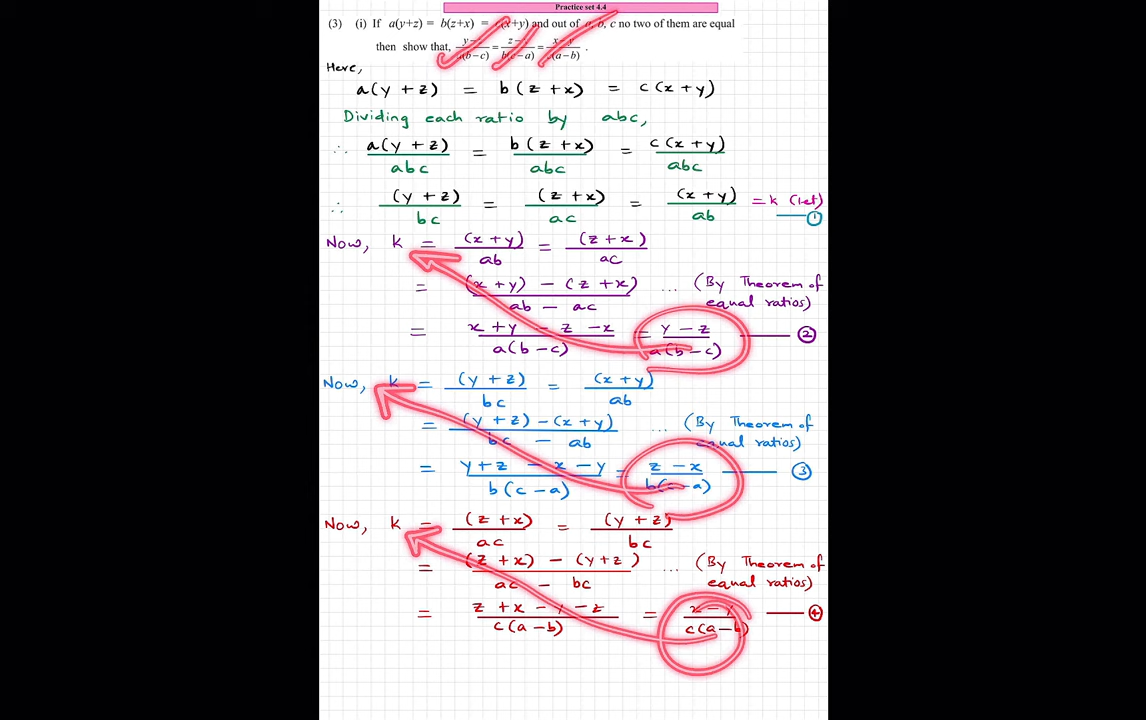 Practice set 4.4
(3) (i) If a(y+z) = b(z+x) = c(x+y) and out of a, b, c no two of them are equal
then show that, y−z/a(b−c) = z−x/b(c−a) = x−y/c(a−b) .
Here,
a(y + z) = b(z + x) = c(x + y)
Dividing each ratio by abc,
∴ a(y + z)/abc = b(z + x)/abc = c(x + y)/abc
∴ (y + z)/bc = (z + x)/ac = (x + y)/ab = k (let) — ①
Now, k = (x + y)/ab = (z + x)/ac
= (x + y) − (z + x)/ab − ac ... (By Theorem of
equal ratios)
= x + y − z − x/a(b − c) = y − z/a(b − c) — ②
Now, k = (y + z)/bc = (x + y)/ab
= (y + z) − (x + y)/bc − ab ... (By Theorem of
equal ratios)
= y + z − x − y/b(c − a) = z − x/b(c − a) — ③
Now, k = (z + x)/ac = (y + z)/bc
= (z + x) − (y + z)/ac − bc ... (By Theorem of
equal ratios)
= z + x − y − z/c(a − b) = x − y/c(a − b) — ④